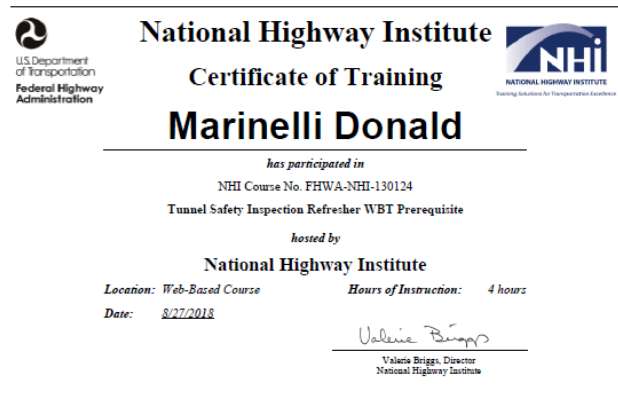 National Highway Institute
U.S. Department
of Transportation
Federal Highway
Administration
NHi
NATIONAL HIGHWAY INSTITUTE
Training Solutions for Transportation Excellence
Certificate of Training
Marinelli Donald
has participated in
NHI Course No. FHWA-NHI-130124
Tunnel Safety Inspection Refresher WBT Prerequisite
hosted by
National Highway Institute
Location: Web-Based Course Hours of Instruction: 4 hours
Date: 8/27/2018
Valerie Briggs
Valerie Briggs, Director
National Highway Institute